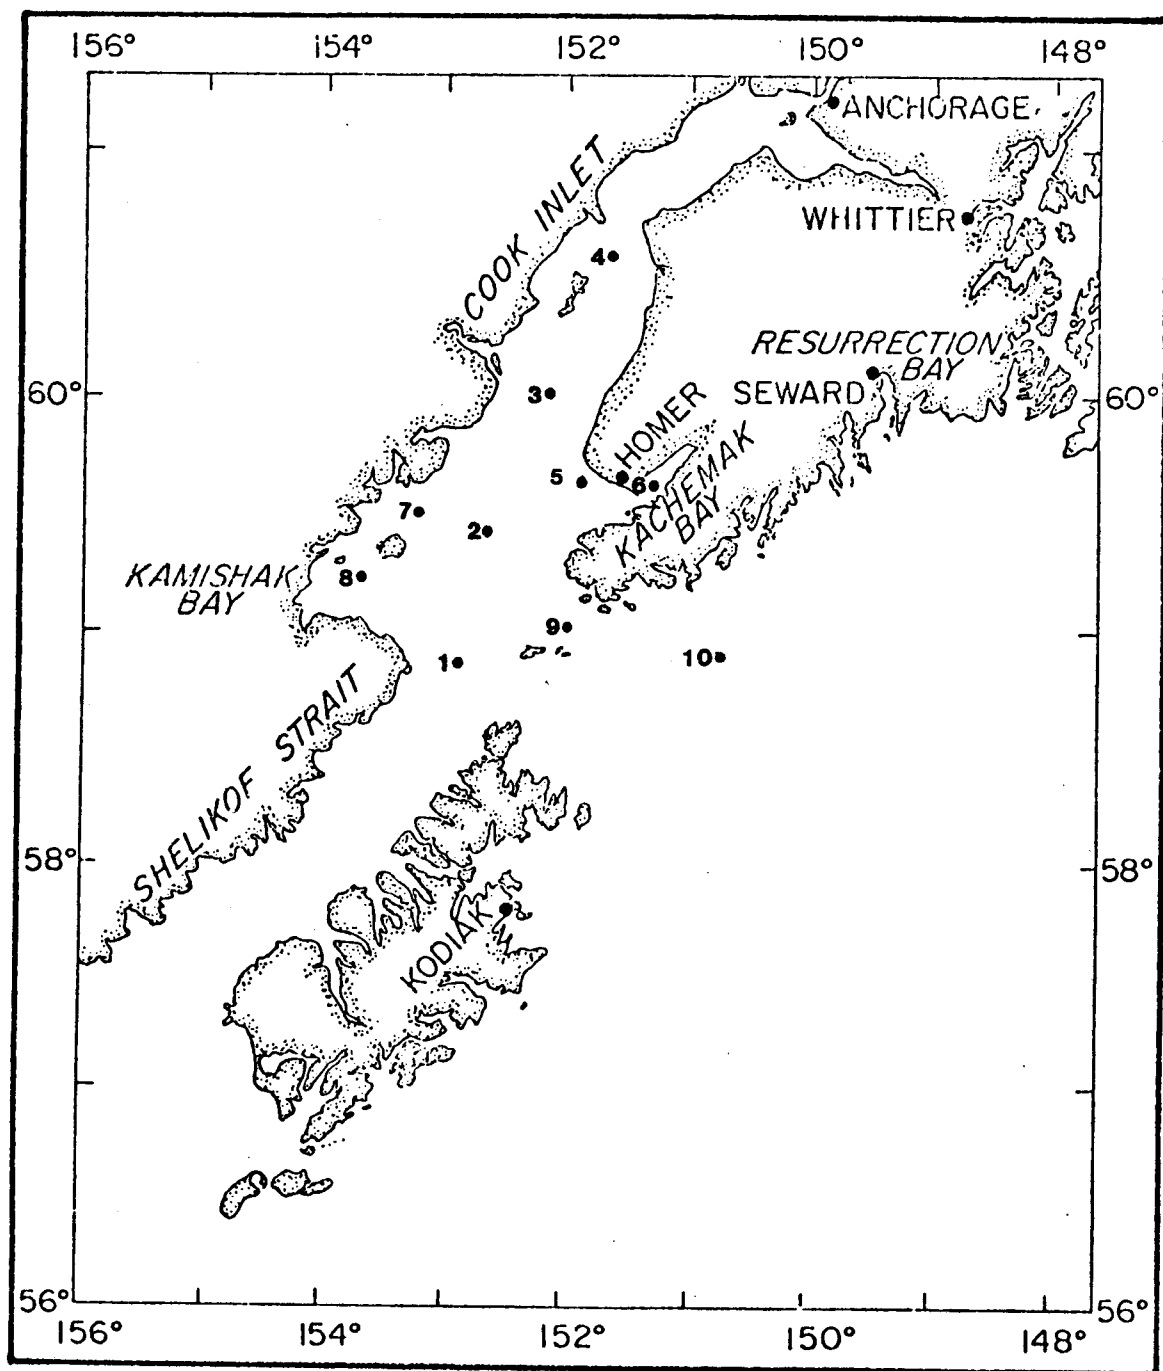 156° 154° 152° 150° 148°
ANCHORAGE
COOK INLET
WHITTIER
4
RESURRECTION
BAY
60° 60°
3
SEWARD
HOMER
5
6
KACHEMAK
BAY
7
2
KAMISHAK
BAY
8
9
1
10
SHELIKOF STRAIT
58° 58°
KODIAK
56° 56°
156° 154° 152° 150° 148°